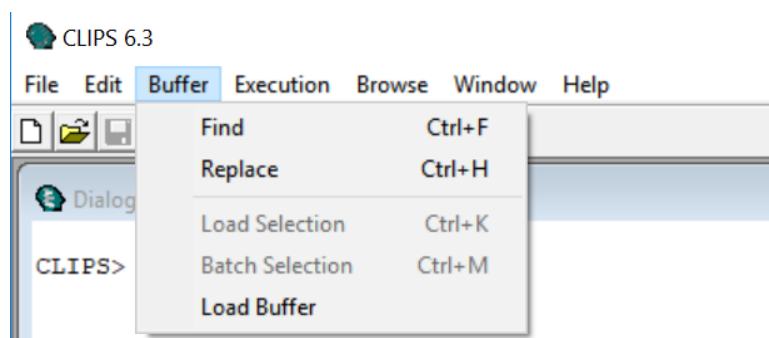 CLIPS 6.3
File Edit Buffer Execution Browse Window Help
Find Ctrl+F
Replace Ctrl+H
Dialog
Load Selection Ctrl+K
CLIPS>
Batch Selection Ctrl+M
Load Buffer